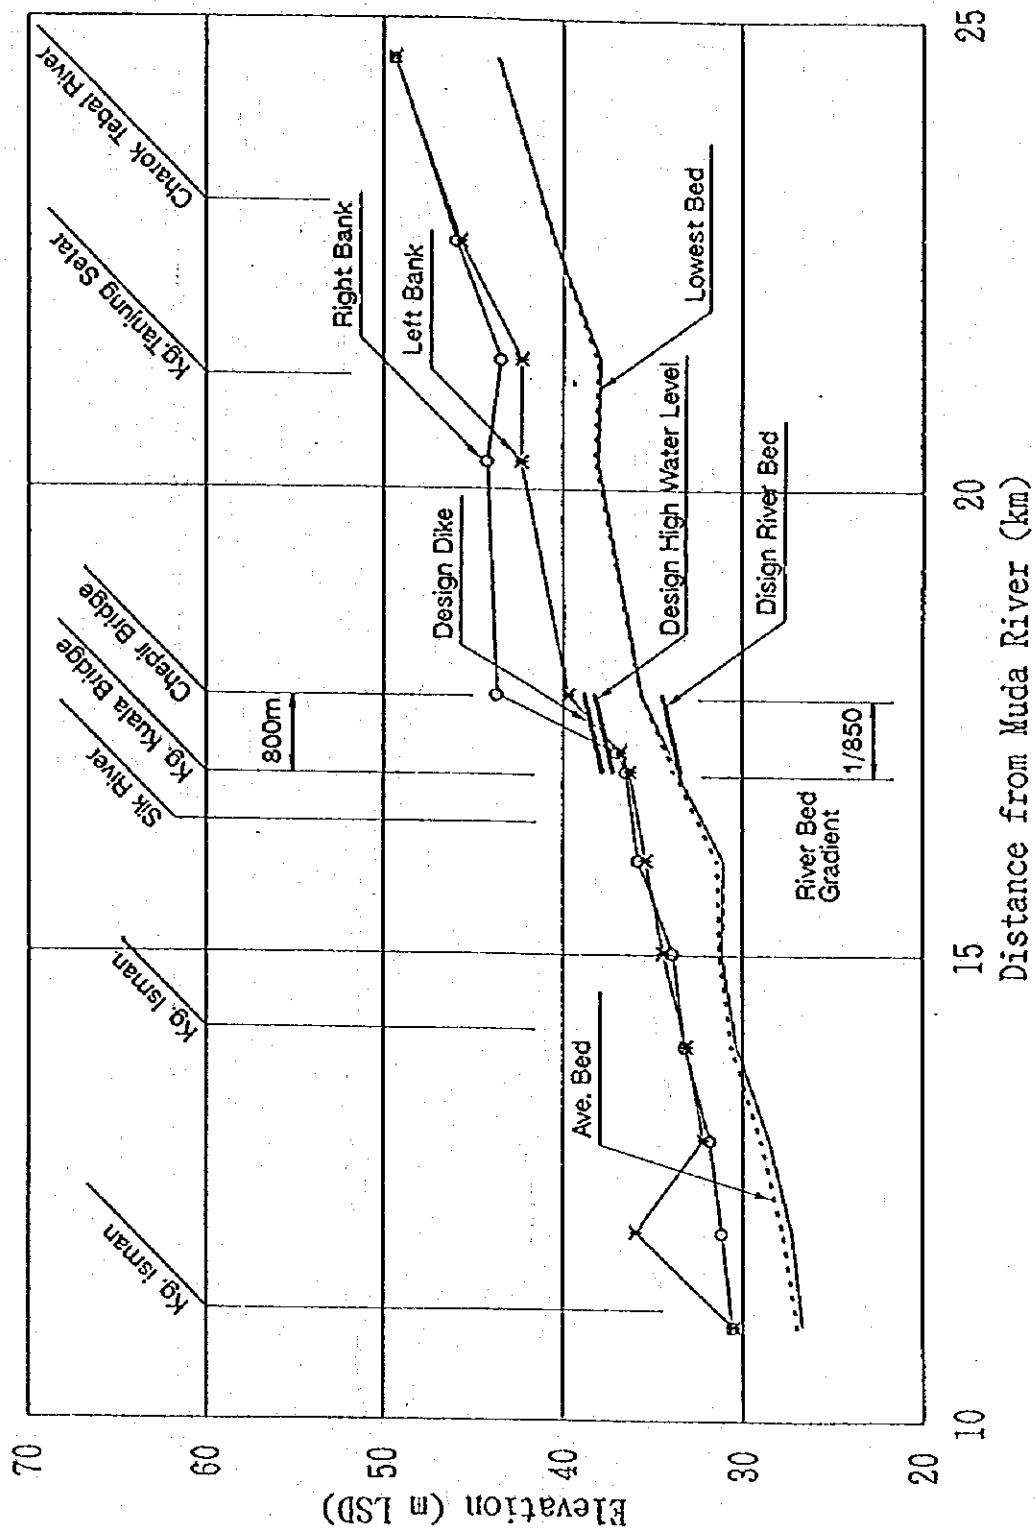 Elevation (m LSD)
70
60
50
40
30
20
Kg. isman
Kg. Isman
Sik River
Kg. Kuala Bridge
Chepir Bridge
Kg. Tanjung Selar
Charok Tebal River
800m
Right Bank
Left Bank
Design Dike
Design High Water Level
Lowest Bed
Disign River Bed
Ave. Bed
River Bed
Gradient
1/850
10
15
20
25
Distance from Muda River (km)